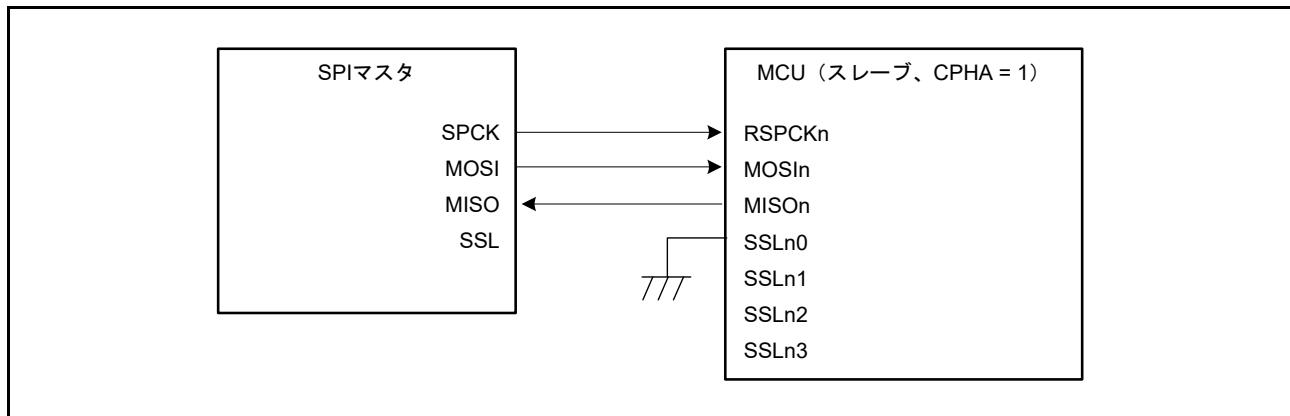 SPIマスタ
SPCK
MOSI
MISO
SSL
MCU（スレーブ、CPHA = 1）
RSPCKn
MOSIn
MISOn
SSLn0
SSLn1
SSLn2
SSLn3